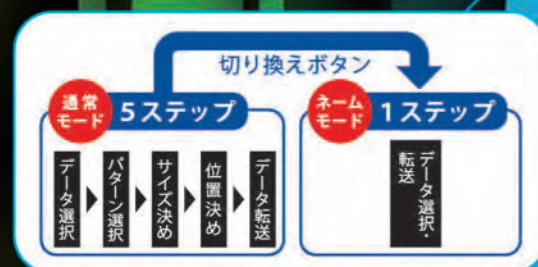 切り換えボタン
通常
モード
5ステップ
データ選択
パターン選択
サイズ決め
位置決め
データ転送
ネーム
モード
1ステップ
データ選択・
転送